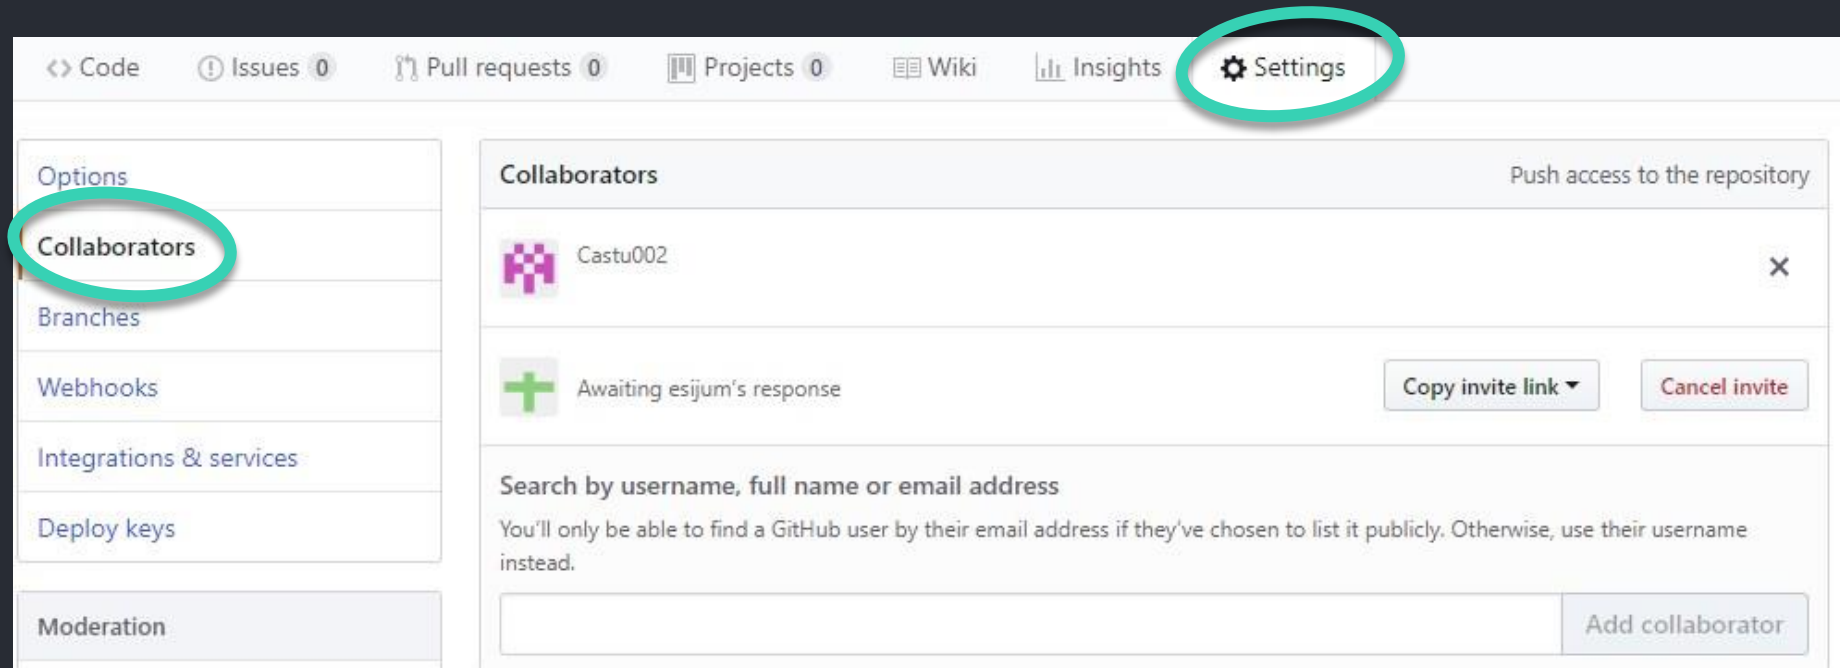 Code Issues 0 Pull requests 0 Projects 0 Wiki Insights Settings
Options
Collaborators
Branches
Webhooks
Integrations & services
Deploy keys
Moderation
Collaborators Push access to the repository
Castu002
Awaiting esijum's response Copy invite link Cancel invite
Search by username, full name or email address
You'll only be able to find a GitHub user by their email address if they've chosen to list it publicly. Otherwise, use their username
instead.
Add collaborator